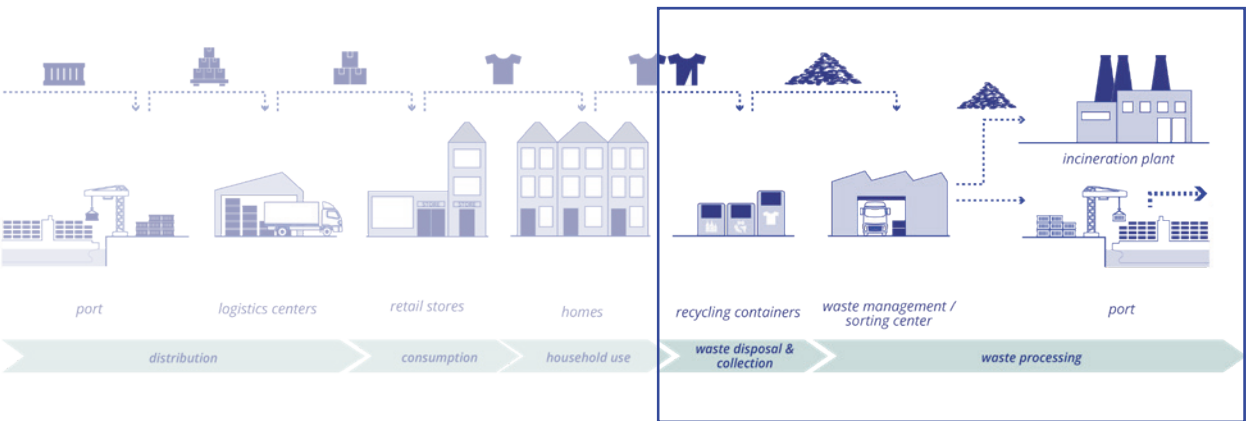 STORE
STORE
incineration plant
port
logistics centers
retail stores
homes
recycling containers
waste management /
sorting center
port
distribution
consumption
household use
waste disposal &
collection
waste processing